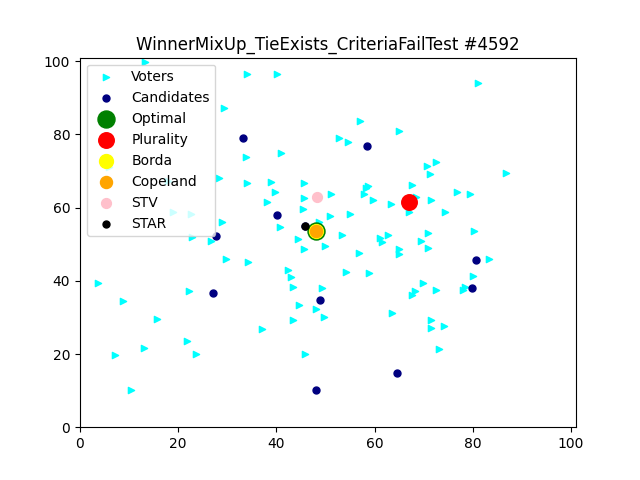 WinnerMixUp_TieExists_CriteriaFailTest #4592
100
80
60
40
20
0
Voters
Candidates
Optimal
Plurality
Borda
Copeland
STV
STAR
0
20
40
60
80
100